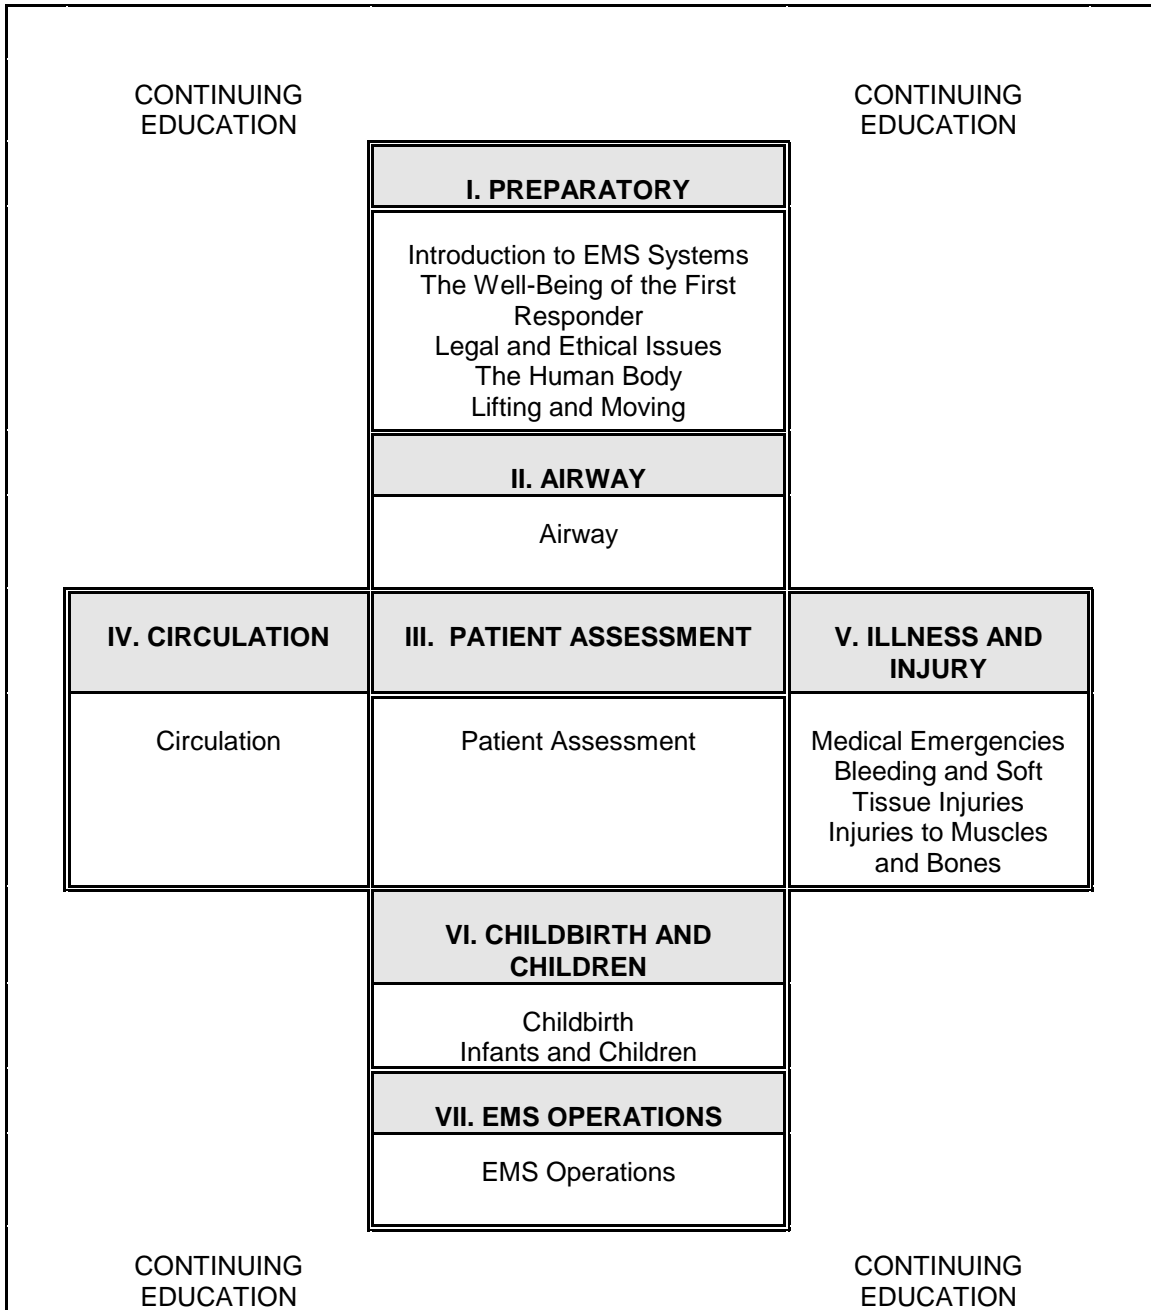 CONTINUING
EDUCATION
CONTINUING
EDUCATION
I. PREPARATORY
Introduction to EMS Systems
The Well-Being of the First
Responder
Legal and Ethical Issues
The Human Body
Lifting and Moving
II. AIRWAY
Airway
IV. CIRCULATION
Circulation
III. PATIENT ASSESSMENT
Patient Assessment
V. ILLNESS AND
INJURY
Medical Emergencies
Bleeding and Soft
Tissue Injuries
Injuries to Muscles
and Bones
VI. CHILDBIRTH AND
CHILDREN
Childbirth
Infants and Children
VII. EMS OPERATIONS
EMS Operations
CONTINUING
EDUCATION
CONTINUING
EDUCATION